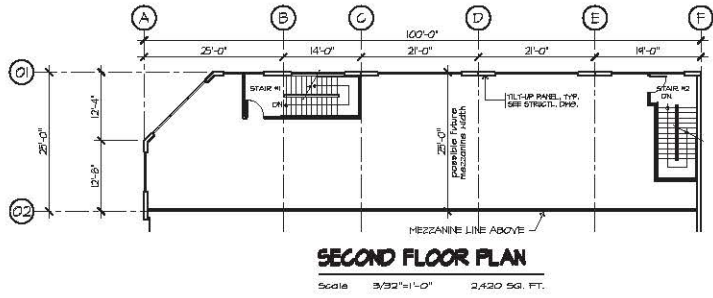 A B C D E F
100'-0"
25'-0" 14'-0" 21'-0" 21'-0" 19'-0"
01
STAIR #1
DN.
STAIR #2
DN.
TILT-UP PANEL, TYP.
SEE STRUCTL. DWG.
12'-4"
25'-0"
12'-8"
25'-0"
possible future
mezzanine width
02
MEZZANINE LINE ABOVE
SECOND FLOOR PLAN
Scale 3/32"=1'-0" 2,420 SQ. FT.